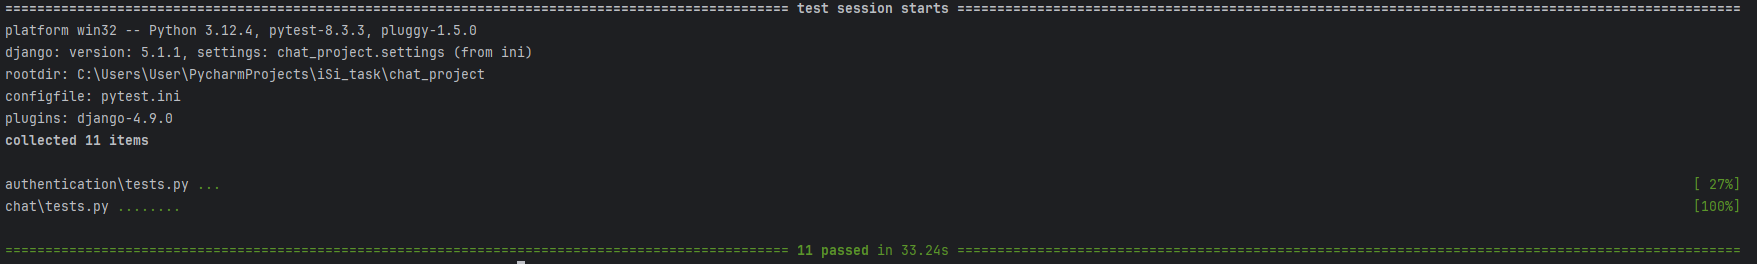 ================================================================================================== test session starts ==================================================================================================
platform win32 -- Python 3.12.4, pytest-8.3.3, pluggy-1.5.0
django: version: 5.1.1, settings: chat_project.settings (from ini)
rootdir: C:\Users\User\PycharmProjects\iSi_task\chat_project
configfile: pytest.ini
plugins: django-4.9.0
collected 11 items
authentication\tests.py ... [ 27%]
chat\tests.py ........ [100%]
================================================================================================== 11 passed in 33.24s ==================================================================================================